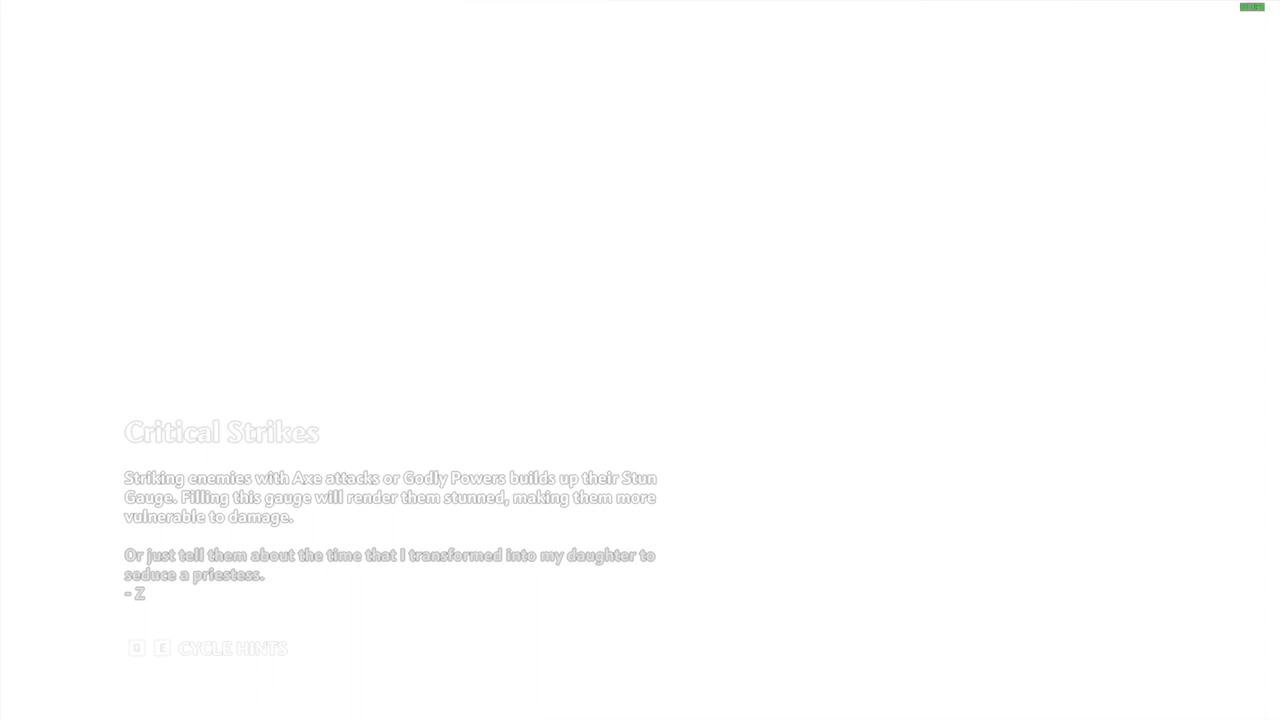 Critical Strikes
Striking enemies with Axe attacks or Godly Powers builds up their Stun
Gauge. Filling this gauge will render them stunned, making them more
vulnerable to damage.
Or just tell them about the time that I transformed into my daughter to
seduce a priestess.
- Z
Q E CYCLE HINTS